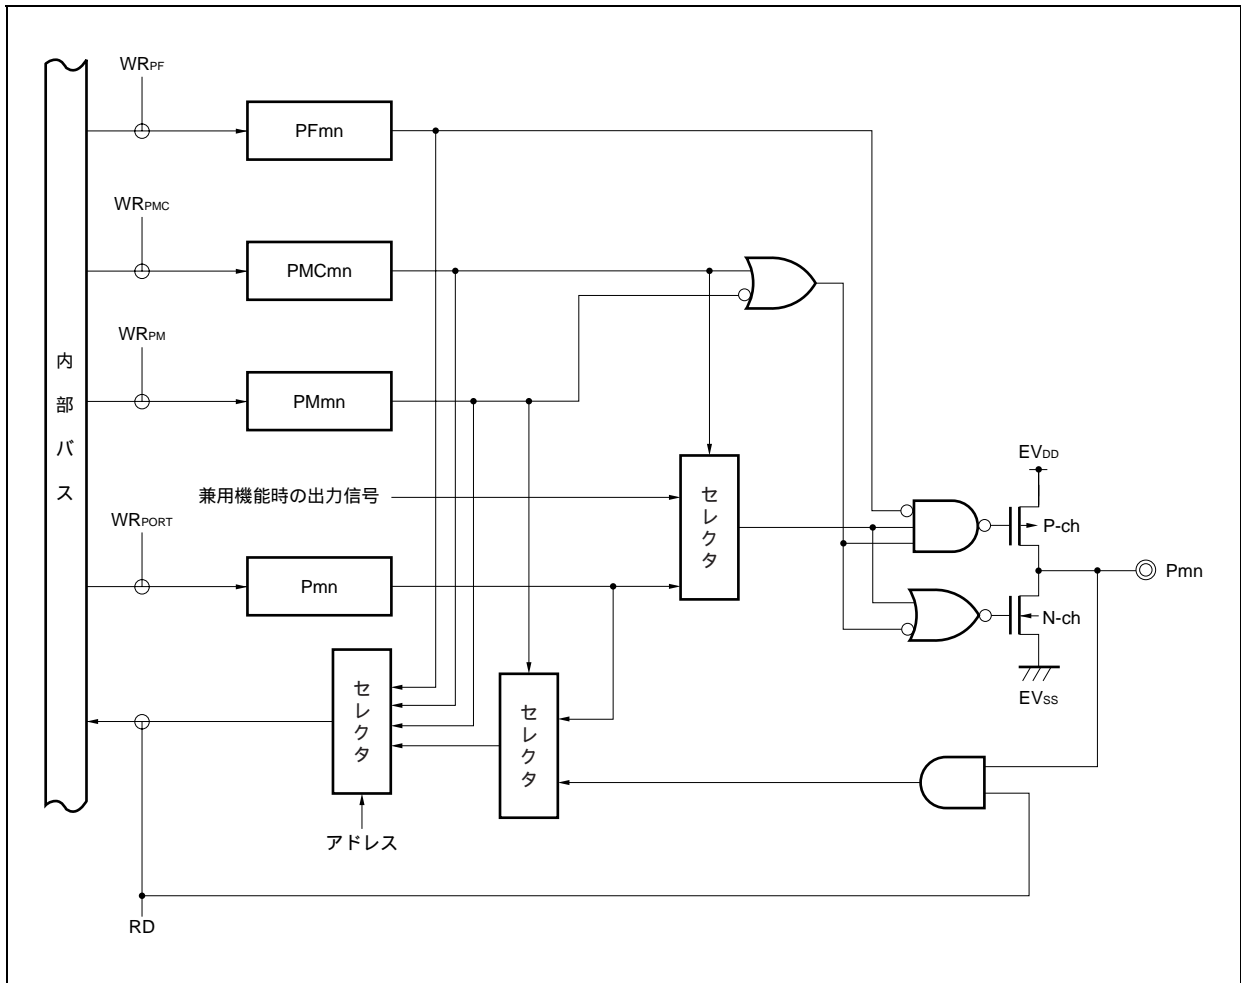 WRPF
PFmn
WRPMC
PMCmn
WRPM
PMmn
内部バス
兼用機能時の出力信号
WRPORT
Pmn
セレクタ
EVDD
P-ch
Pmn
N-ch
EVSS
セレクタ
セレクタ
アドレス
RD